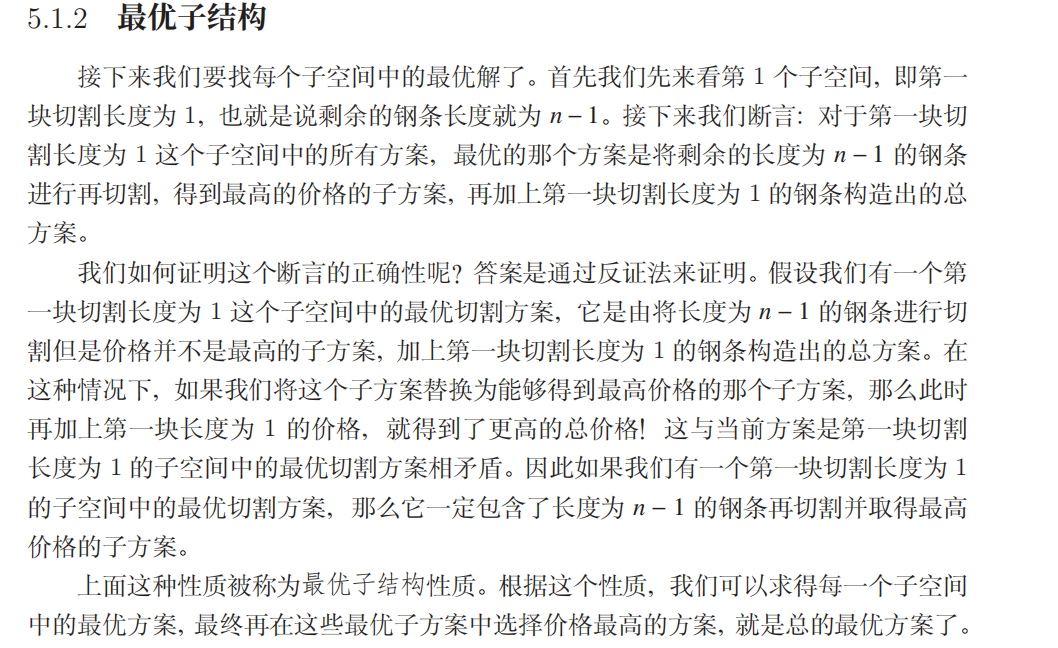 5.1.2 最优子结构
接下来我们要找每个子空间中的最优解了。首先我们先来看第 1 个子空间，即第一
块切割长度为 1，也就是说剩余的钢条长度就为 n − 1。接下来我们断言：对于第一块切
割长度为 1 这个子空间中的所有方案，最优的那个方案是将剩余的长度为 n − 1 的钢条
进行再切割，得到最高的价格的子方案，再加上第一块切割长度为 1 的钢条构造出的总
方案。
我们如何证明这个断言的正确性呢？答案是通过反证法来证明。假设我们有一个第
一块切割长度为 1 这个子空间中的最优切割方案，它是由将长度为 n − 1 的钢条进行切
割但是价格并不是最高的子方案，加上第一块切割长度为 1 的钢条构造出的总方案。在
这种情况下，如果我们将这个子方案替换为能够得到最高价格的那个子方案，那么此时
再加上第一块长度为 1 的价格，就得到了更高的总价格！这与当前方案是第一块切割
长度为 1 的子空间中的最优切割方案相矛盾。因此如果我们有一个第一块切割长度为 1
的子空间中的最优切割方案，那么它一定包含了长度为 n − 1 的钢条再切割并取得最高
价格的子方案。
上面这种性质被称为最优子结构性质。根据这个性质，我们可以求得每一个子空间
中的最优方案，最终再在这些最优子方案中选择价格最高的方案，就是总的最优方案了。